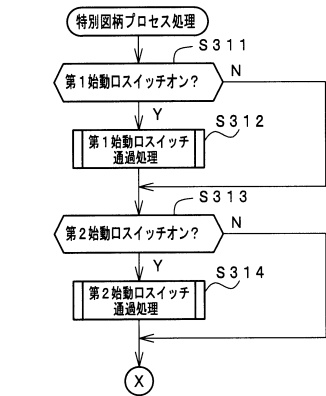 特別図柄プロセス処理
S311
第1始動口スイッチオン?
N
Y
S312
第1始動口スイッチ
通過処理
S313
第2始動口スイッチオン?
N
Y
S314
第2始動口スイッチ
通過処理
X